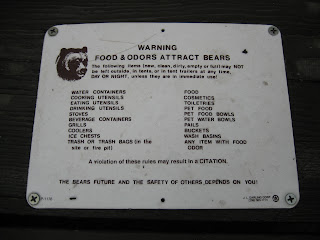 WARNING
FOOD & ODORS ATTRACT BEARS
The following items (new, clean, dirty, empty or full) may NOT
be left outside, in tents, or in tent trailers at any time,
DAY OR NIGHT, unless they are in immediate use!
WATER CONTAINERS
COOKING UTENSILS
EATING UTENSILS
DRINKING UTENSILS
STOVES
BEVERAGE CONTAINERS
GRILLS
COOLERS
ICE CHESTS
TRASH OR TRASH BAGS (in the
site or fire pit)
FOOD
COSMETICS
TOILETRIES
PET FOOD
PET FOOD BOWLS
PET WATER BOWLS
PAILS
BUCKETS
WASH BASINS
ANY ITEM WITH FOOD
ODOR
A violation of these rules may result in a CITATION.
THE BEARS FUTURE AND THE SAFETY OF OTHERS DEPENDS ON YOU!